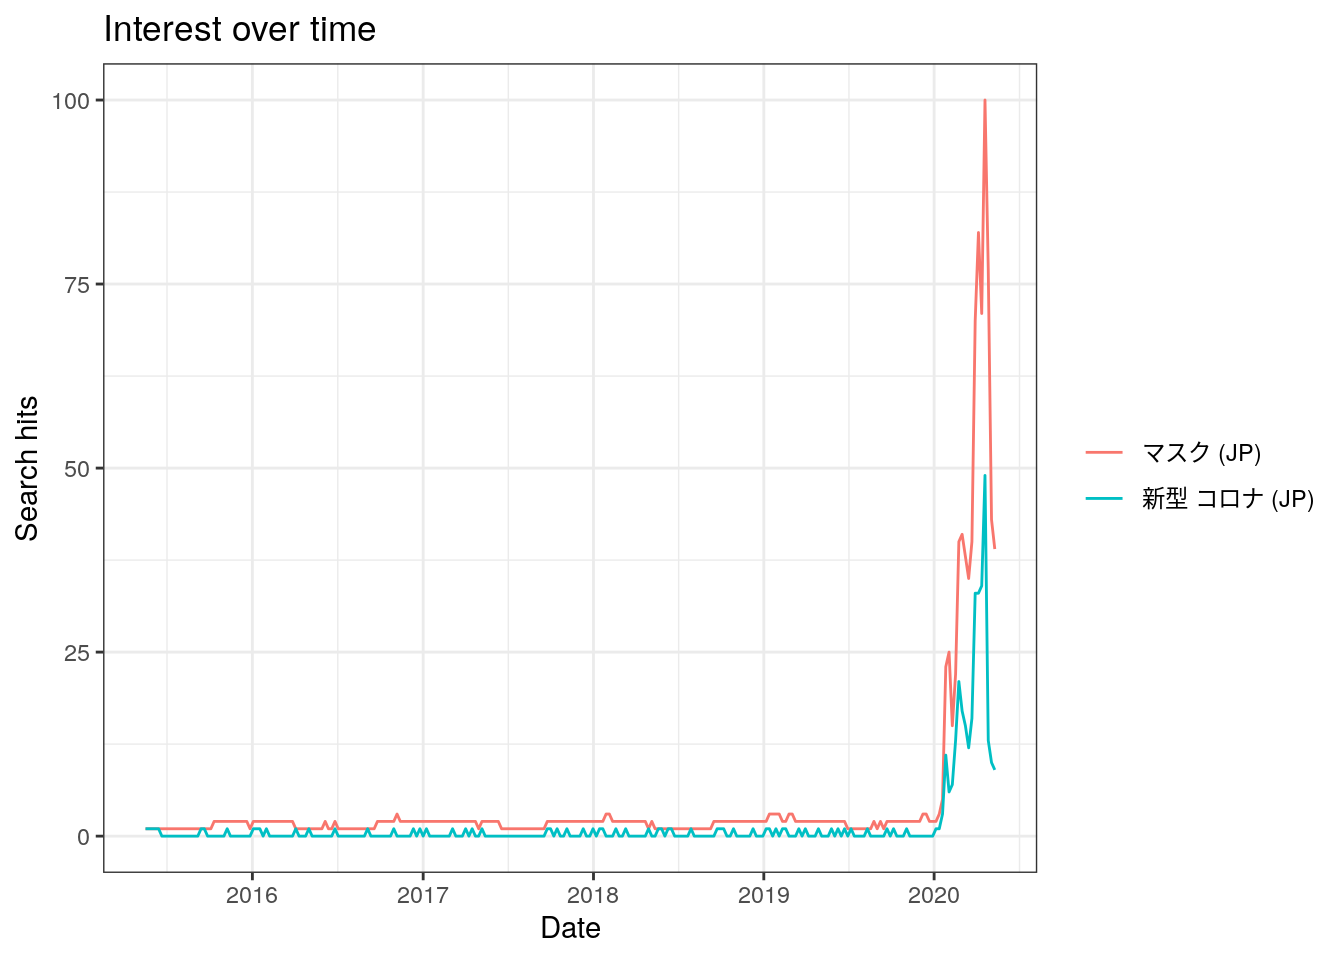 Interest over time
100
75
50
25
0
Search hits
2016 2017 2018 2019 2020
Date
マスク (JP)
新型 コロナ (JP)